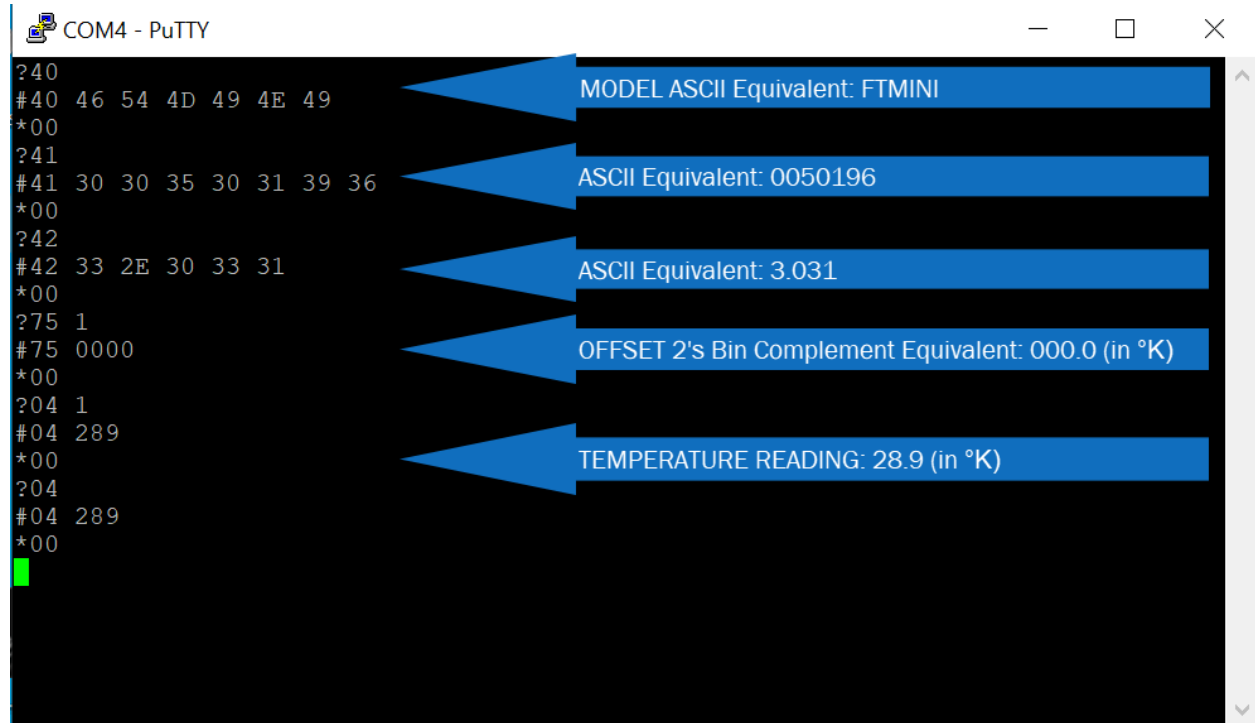 COM4 - PuTTY
?40
#40 46 54 4D 49 4E 49
MODEL ASCII Equivalent: FTMINI
*00
?41
#41 30 30 35 30 31 39 36
ASCII Equivalent: 0050196
*00
?42
#42 33 2E 30 33 31
ASCII Equivalent: 3.031
*00
?75 1
#75 0000
OFFSET 2's Bin Complement Equivalent: 000.0 (in °K)
*00
?04 1
#04 289
*00
TEMPERATURE READING: 28.9 (in °K)
?04
#04 289
*00